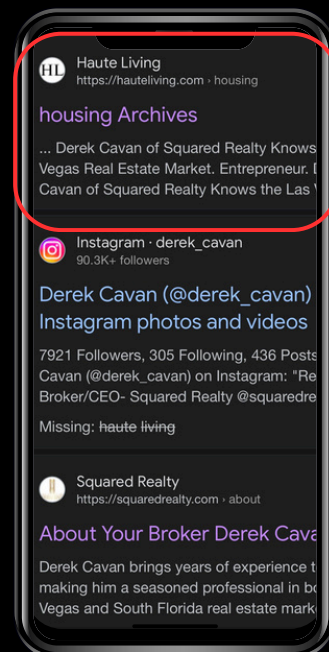 HL
Haute Living
https://hauteliving.com › housing
housing Archives
... Derek Cavan of Squared Realty Knows
Vegas Real Estate Market. Entrepreneur.
Cavan of Squared Realty Knows the Las
Instagram · derek_cavan
90.3K+ followers
Derek Cavan (@derek_cavan)
Instagram photos and videos
7921 Followers, 305 Following, 436 Posts
Cavan (@derek_cavan) on Instagram: "Re
Broker/CEO- Squared Realty @squaredre
Missing: haute living
Squared Realty
https://squaredrealty.com › about
About Your Broker Derek Cava
Derek Cavan brings years of experience t
making him a seasoned professional in bo
Vegas and South Florida real estate mark